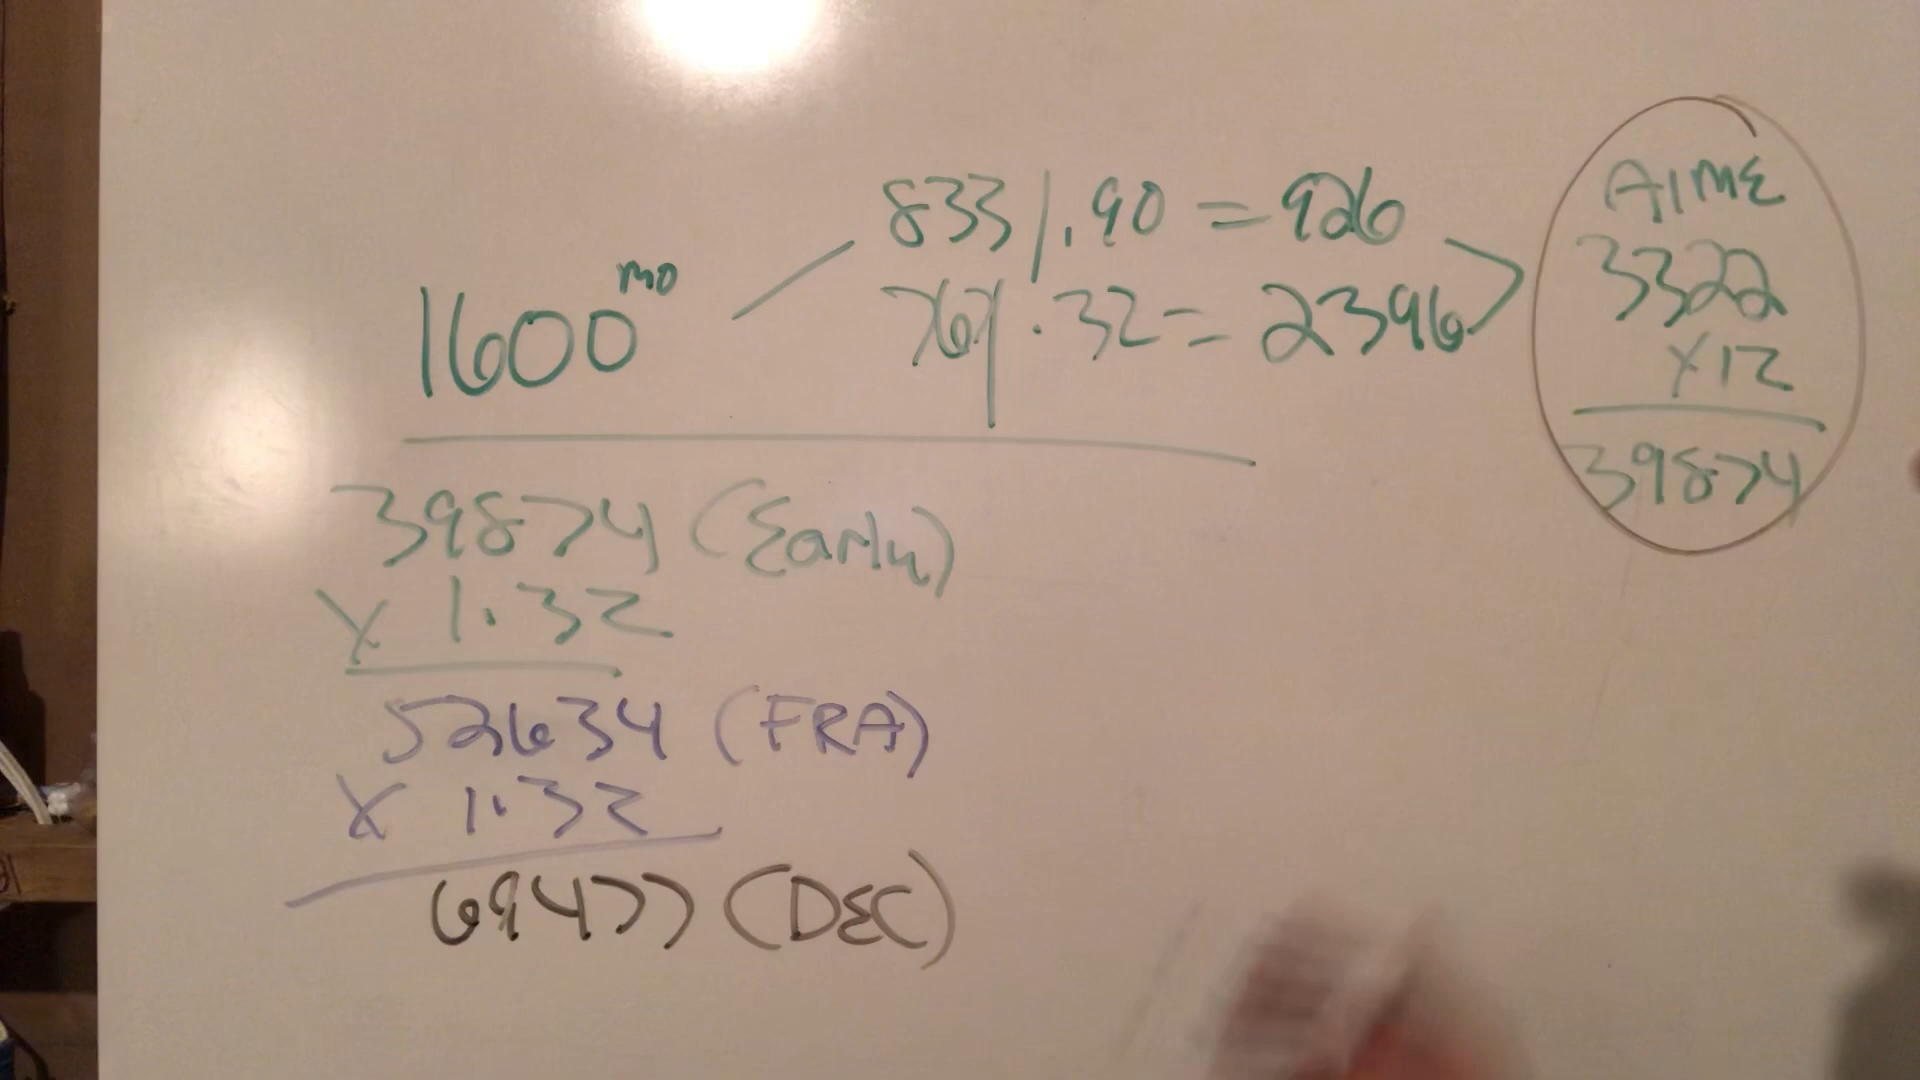 833/.90 = 926
1600 mo
767/.32 = 2396
AIME
3322
x12
39874
39874 (Early)
x 1.32
52634 (FRA)
x 1.32
69477 (DEC)